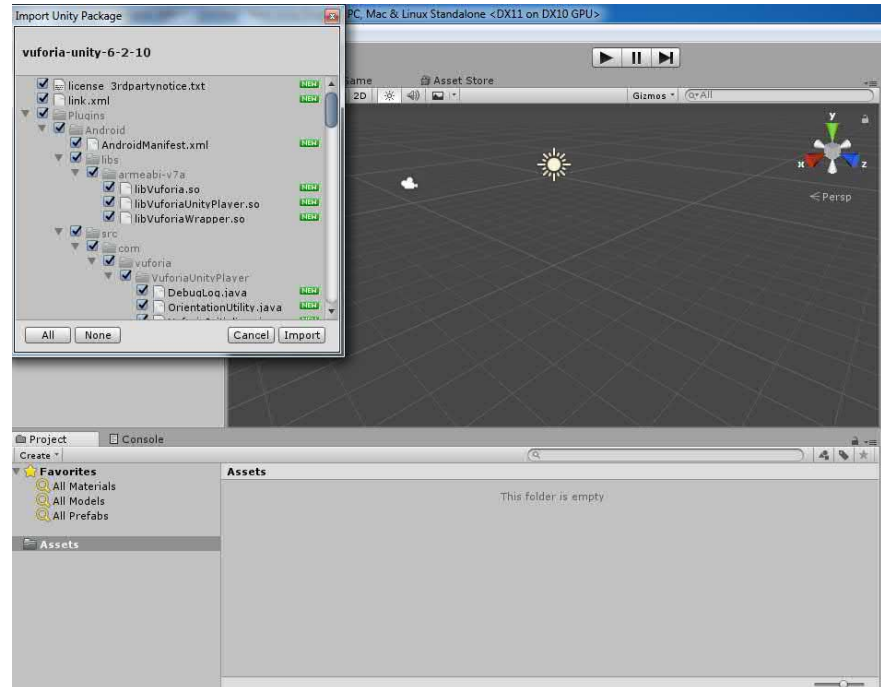 Import Unity Package
PC, Mac & Linux Standalone <DX11 on DX10 GPU>
vuforia-unity-6-2-10
license 3rdpartynotice.txt NEW
link.xml NEW
Plugins
Android
AndroidManifest.xml NEW
libs
armeabi-v7a
libVuforia.so NEW
libVuforiaUnityPlayer.so NEW
libVuforiaWrapper.so NEW
src
com
vuforia
VuforiaUnityPlayer
DebugLog.java NEW
OrientationUtility.java NEW
All None Cancel Import
Game Asset Store
2D Gizmos All
y
x z
Persp
Project Console
Create
Favorites
All Materials
All Models
All Prefabs
Assets
Assets
This folder is empty